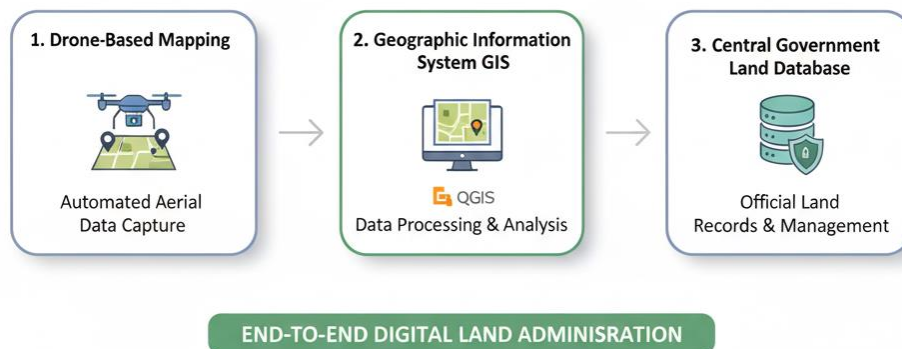 1. Drone-Based Mapping
Automated Aerial
Data Capture
2. Geographic Information
System GIS
QGIS
Data Processing & Analysis
3. Central Government
Land Database
Official Land
Records & Management
END-TO-END DIGITAL LAND ADMINISRATION